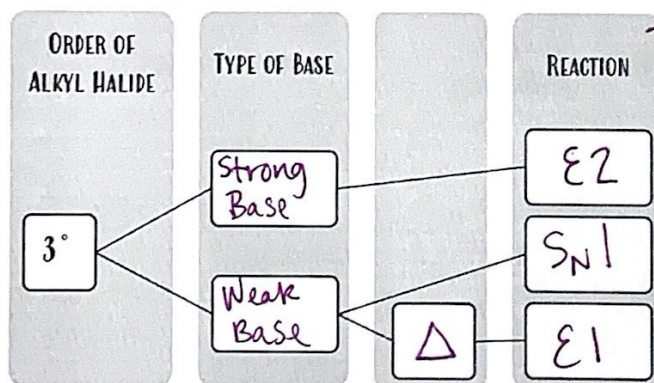 ORDER OF
ALKYL HALIDE
TYPE OF BASE
REACTION
3°
Strong
Base
E2
Weak
Base
SN1
Δ
E1